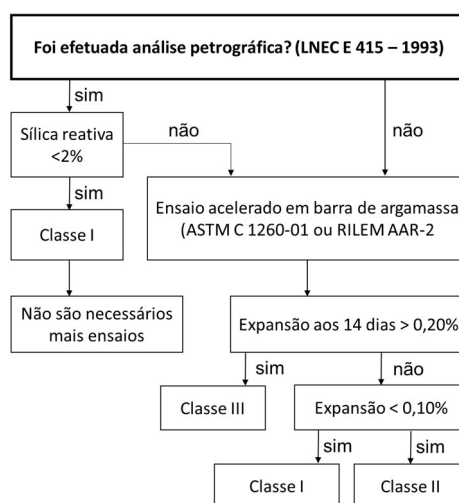 Foi efetuada análise petrográfica? (LNEC E 415 – 1993)
sim
não
Sílica reativa
<2%
não
sim
Ensaio acelerado em barra de argamassa
(ASTM C 1260-01 ou RILEM AAR-2
Classe I
Não são necessários
mais ensaios
Expansão aos 14 dias > 0,20%
sim
não
Classe III
Expansão < 0,10%
sim
sim
Classe I
Classe II